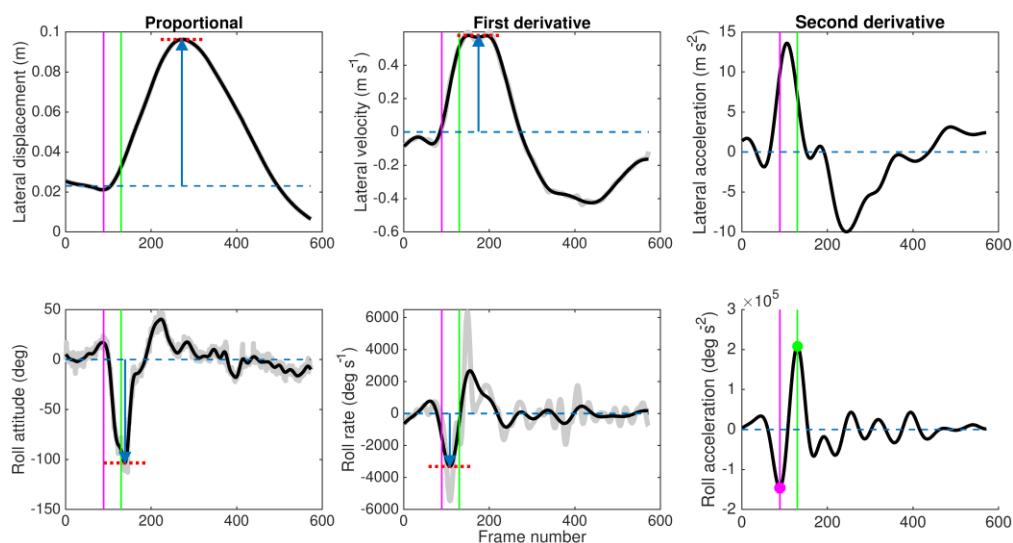 Proportional
First derivative
Second derivative
Lateral displacement (m)
0.1
0.08
0.06
0.04
0.02
0
0 200 400 600
Lateral velocity (m s-1)
0.4
0.2
0
-0.2
-0.4
-0.6
0 200 400 600
Lateral acceleration (m s-2)
15
10
5
0
-5
-10
0 200 400 600
Roll attitude (deg)
50
0
-50
-100
-150
0 200 400 600
Roll rate (deg s-1)
6000
4000
2000
0
-2000
-4000
-6000
0 200 400 600
Frame number
Roll acceleration (deg s-2)
×105
3
2
1
0
-1
-2
0 200 400 600